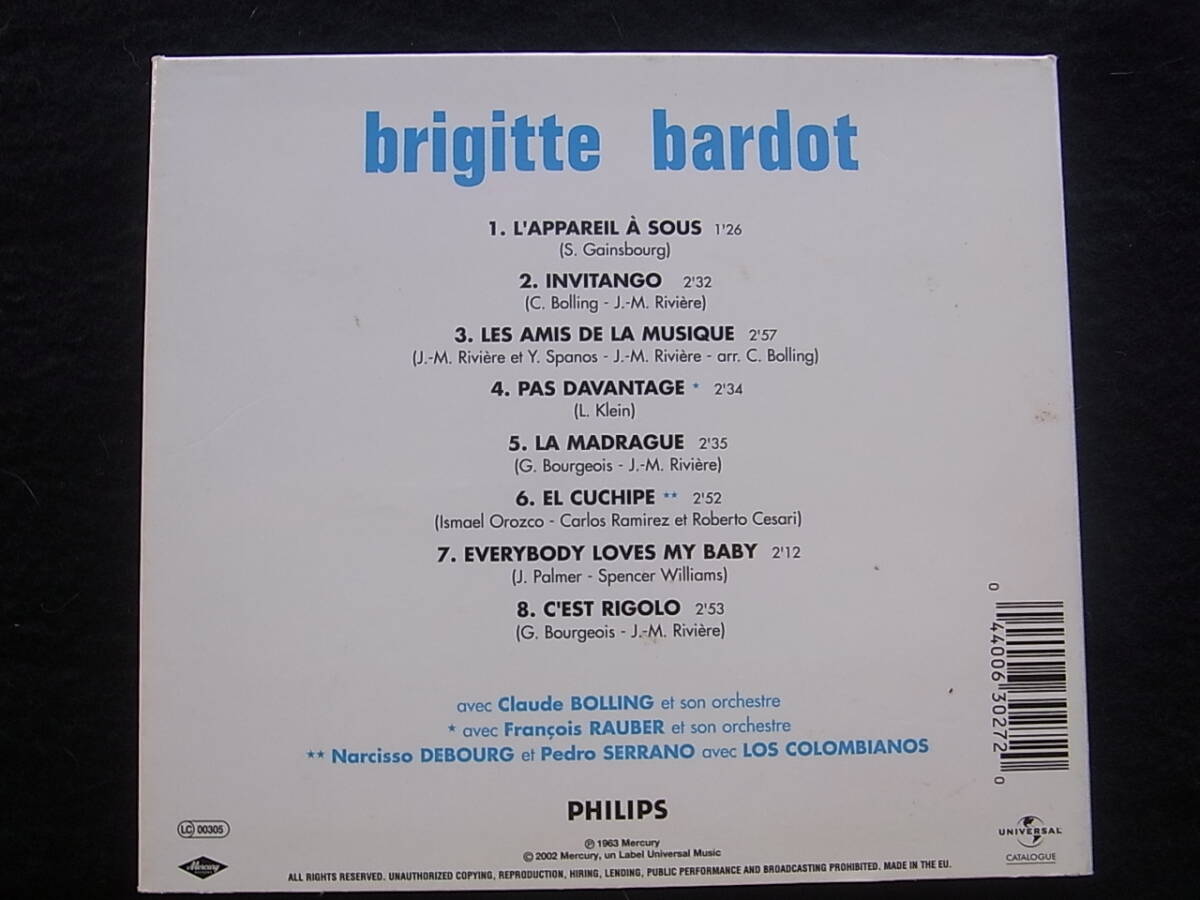 brigitte bardot
1. L'APPAREIL À SOUS 1'26
(S. Gainsbourg)
2. INVITANGO 2'32
(C. Bolling - J.-M. Rivière)
3. LES AMIS DE LA MUSIQUE 2'57
(J.-M. Rivière et Y. Spanos - J.-M. Rivière - arr. C. Bolling)
4. PAS DAVANTAGE * 2'34
(L. Klein)
5. LA MADRAGUE 2'35
(G. Bourgeois - J.-M. Rivière)
6. EL CUCHIPE ** 2'52
(Ismael Orozco - Carlos Ramirez et Roberto Cesari)
7. EVERYBODY LOVES MY BABY 2'12
(J. Palmer - Spencer Williams)
8. C'EST RIGOLO 2'53
(G. Bourgeois - J.-M. Rivière)
avec Claude BOLLING et son orchestre
* avec François RAUBER et son orchestre
** Narcisso DEBOURG et Pedro SERRANO avec LOS COLOMBIANOS
0 44006 30272 0
PHILIPS
LC 00305
Mercury
℗ 1963 Mercury
© 2002 Mercury, un Label Universal Music
ALL RIGHTS RESERVED. UNAUTHORIZED COPYING, REPRODUCTION, HIRING, LENDING, PUBLIC PERFORMANCE AND BROADCASTING PROHIBITED. MADE IN THE EU.
UNIVERSAL
CATALOGUE